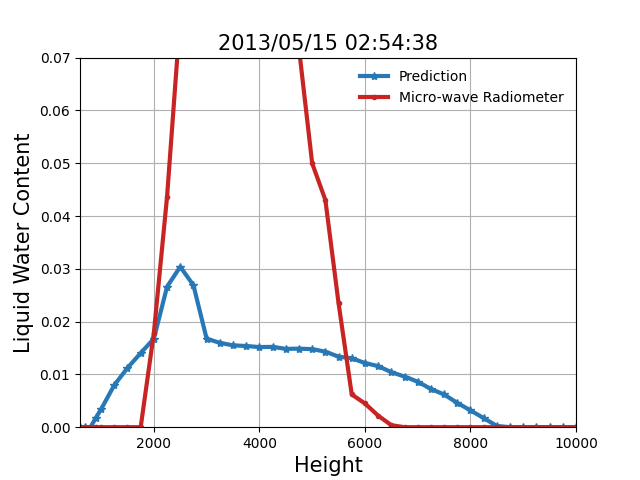 2013/05/15 02:54:38
Prediction
Micro-wave Radiometer
Liquid Water Content
0.07
0.06
0.05
0.04
0.03
0.02
0.01
0.00
2000 4000 6000 8000 10000
Height